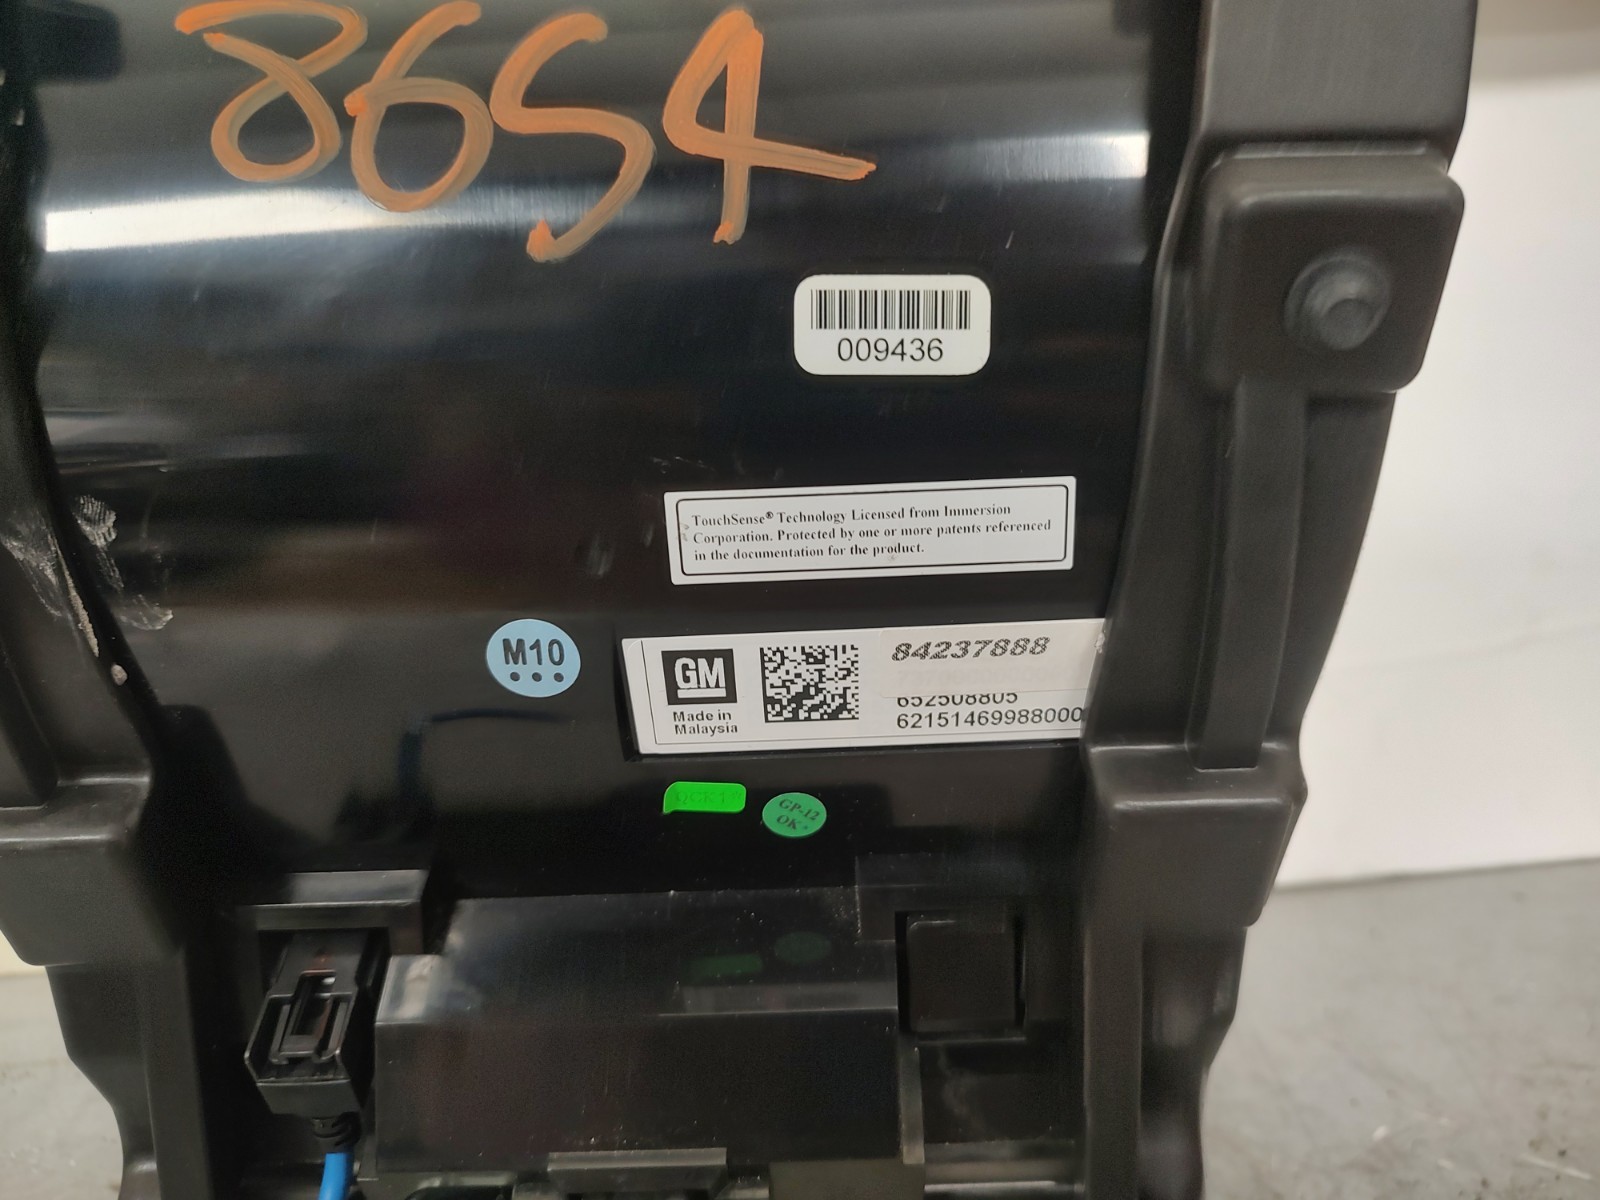 8654
009436
TouchSense® Technology Licensed from Immersion
Corporation. Protected by one or more patents referenced
in the documentation for the product.
M10
GM
Made in
Malaysia
84237888
652508805
62151469988000
GP-12
OK